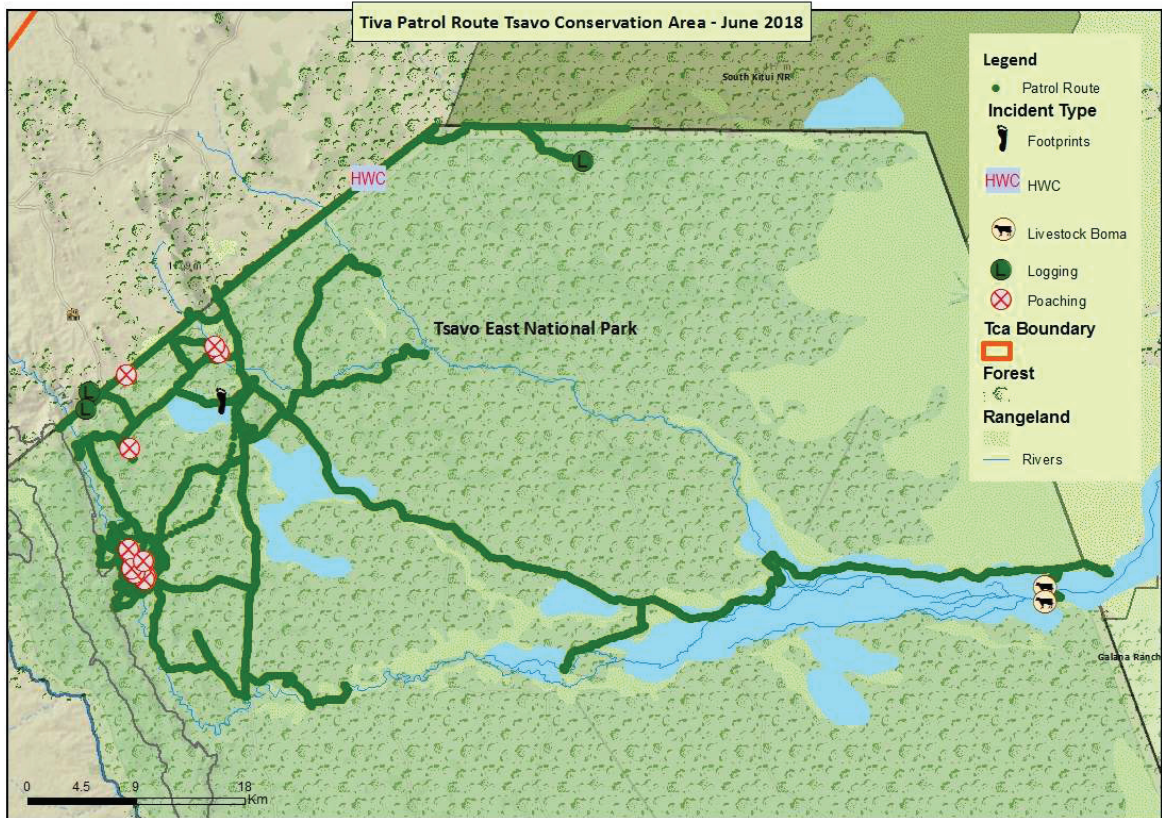 Tiva Patrol Route Tsavo Conservation Area - June 2018
South Kitui NR
Legend
Patrol Route
Incident Type
Footprints
HWC
HWC
Livestock Boma
L
Logging
Poaching
Tca Boundary
Forest
Rangeland
Rivers
L
HWC
Tsavo East National Park
L
L
Galana Ranch
0 4.5 9 18
Km